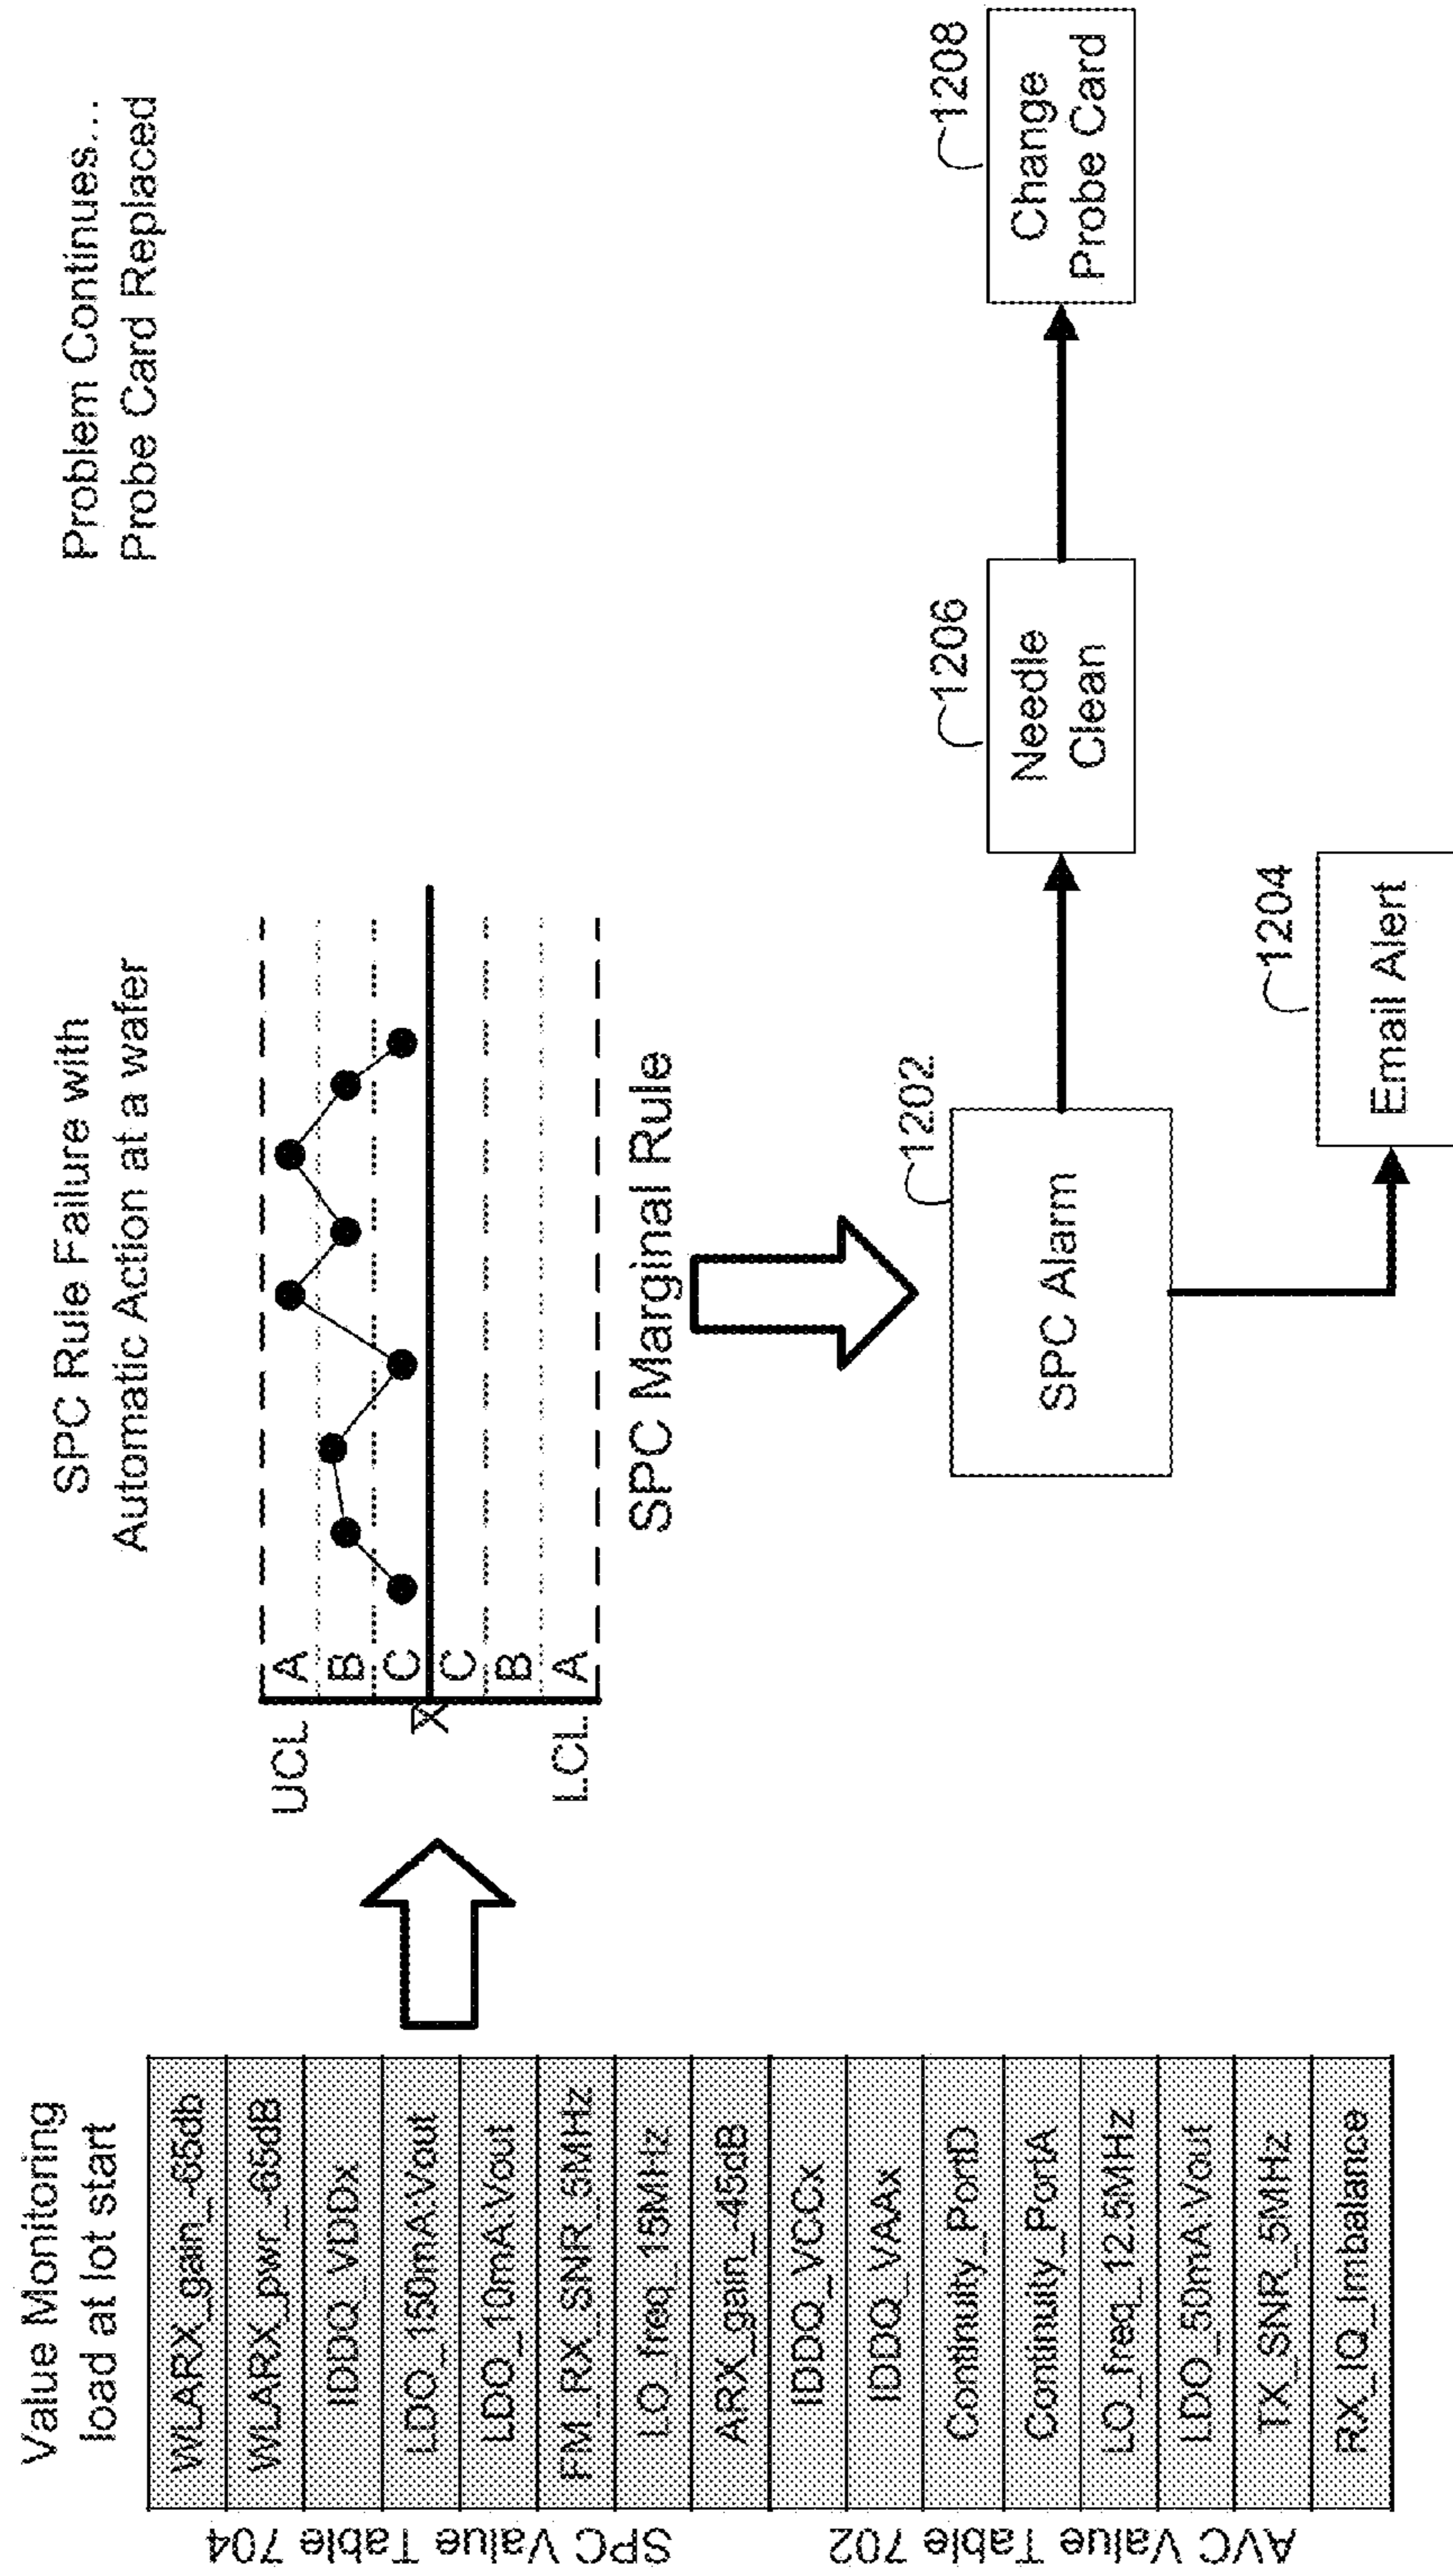 Value Monitoring
load at lot start
SPC Value Table 704
AVC Value Table 702
WLARX_gain_-65db
WLARX_pwr_-65dB
IDDQ_VDDx
LDO_150mA:Vout
LDO_10mA:Vout
FM_RX_SNR_5MHz
LO_freq_15MHz
ARX_gain_-45dB
IDDQ_VCCx
IDDQ_VAAx
Continuity_PortD
Continuity_PortA
LO_freq_12.5MHz
LDO_50mA:Vout
TX_SNR_5MHz
RX_IQ_Imbalance
SPC Rule Failure with
Automatic Action at a wafer
UCL
X̄
LCL
A
B
C
C
B
A
SPC Marginal Rule
Problem Continues...
Probe Card Replaced
1202
SPC Alarm
1204
Email Alert
1206
Needle
Clean
1208
Change
Probe Card